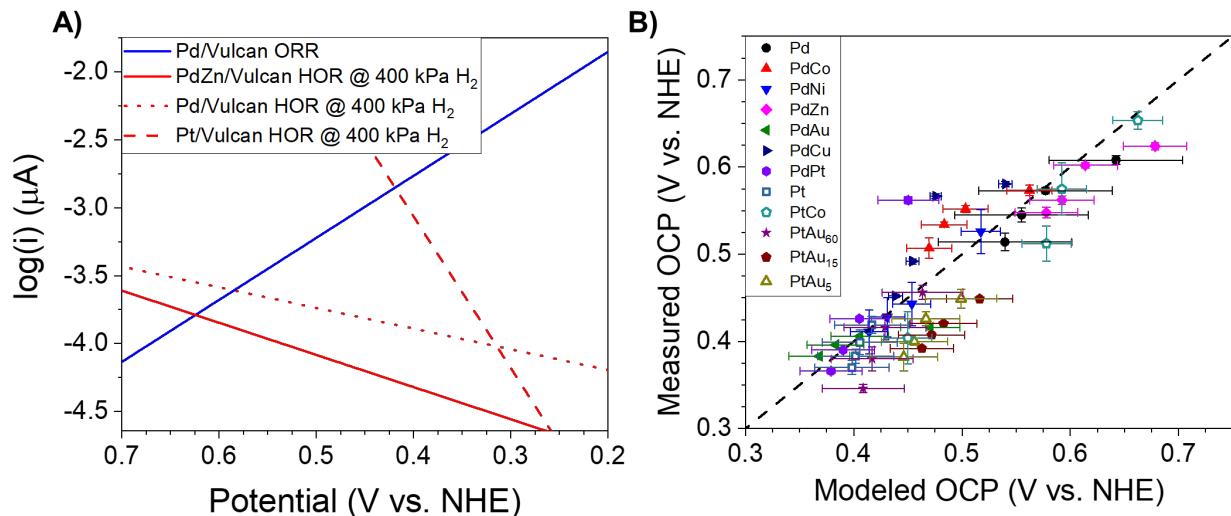 A)
Pd/Vulcan ORR
PdZn/Vulcan HOR @ 400 kPa H₂
Pd/Vulcan HOR @ 400 kPa H₂
Pt/Vulcan HOR @ 400 kPa H₂
-2.0
-2.5
-3.0
-3.5
-4.0
-4.5
log(i) (μA)
0.7 0.6 0.5 0.4 0.3 0.2
Potential (V vs. NHE)
B)
Pd
PdCo
PdNi
PdZn
PdAu
PdCu
PdPt
Pt
PtCo
PtAu₆₀
PtAu₁₅
PtAu₅
0.7
0.6
0.5
0.4
0.3
Measured OCP (V vs. NHE)
0.3 0.4 0.5 0.6 0.7
Modeled OCP (V vs. NHE)